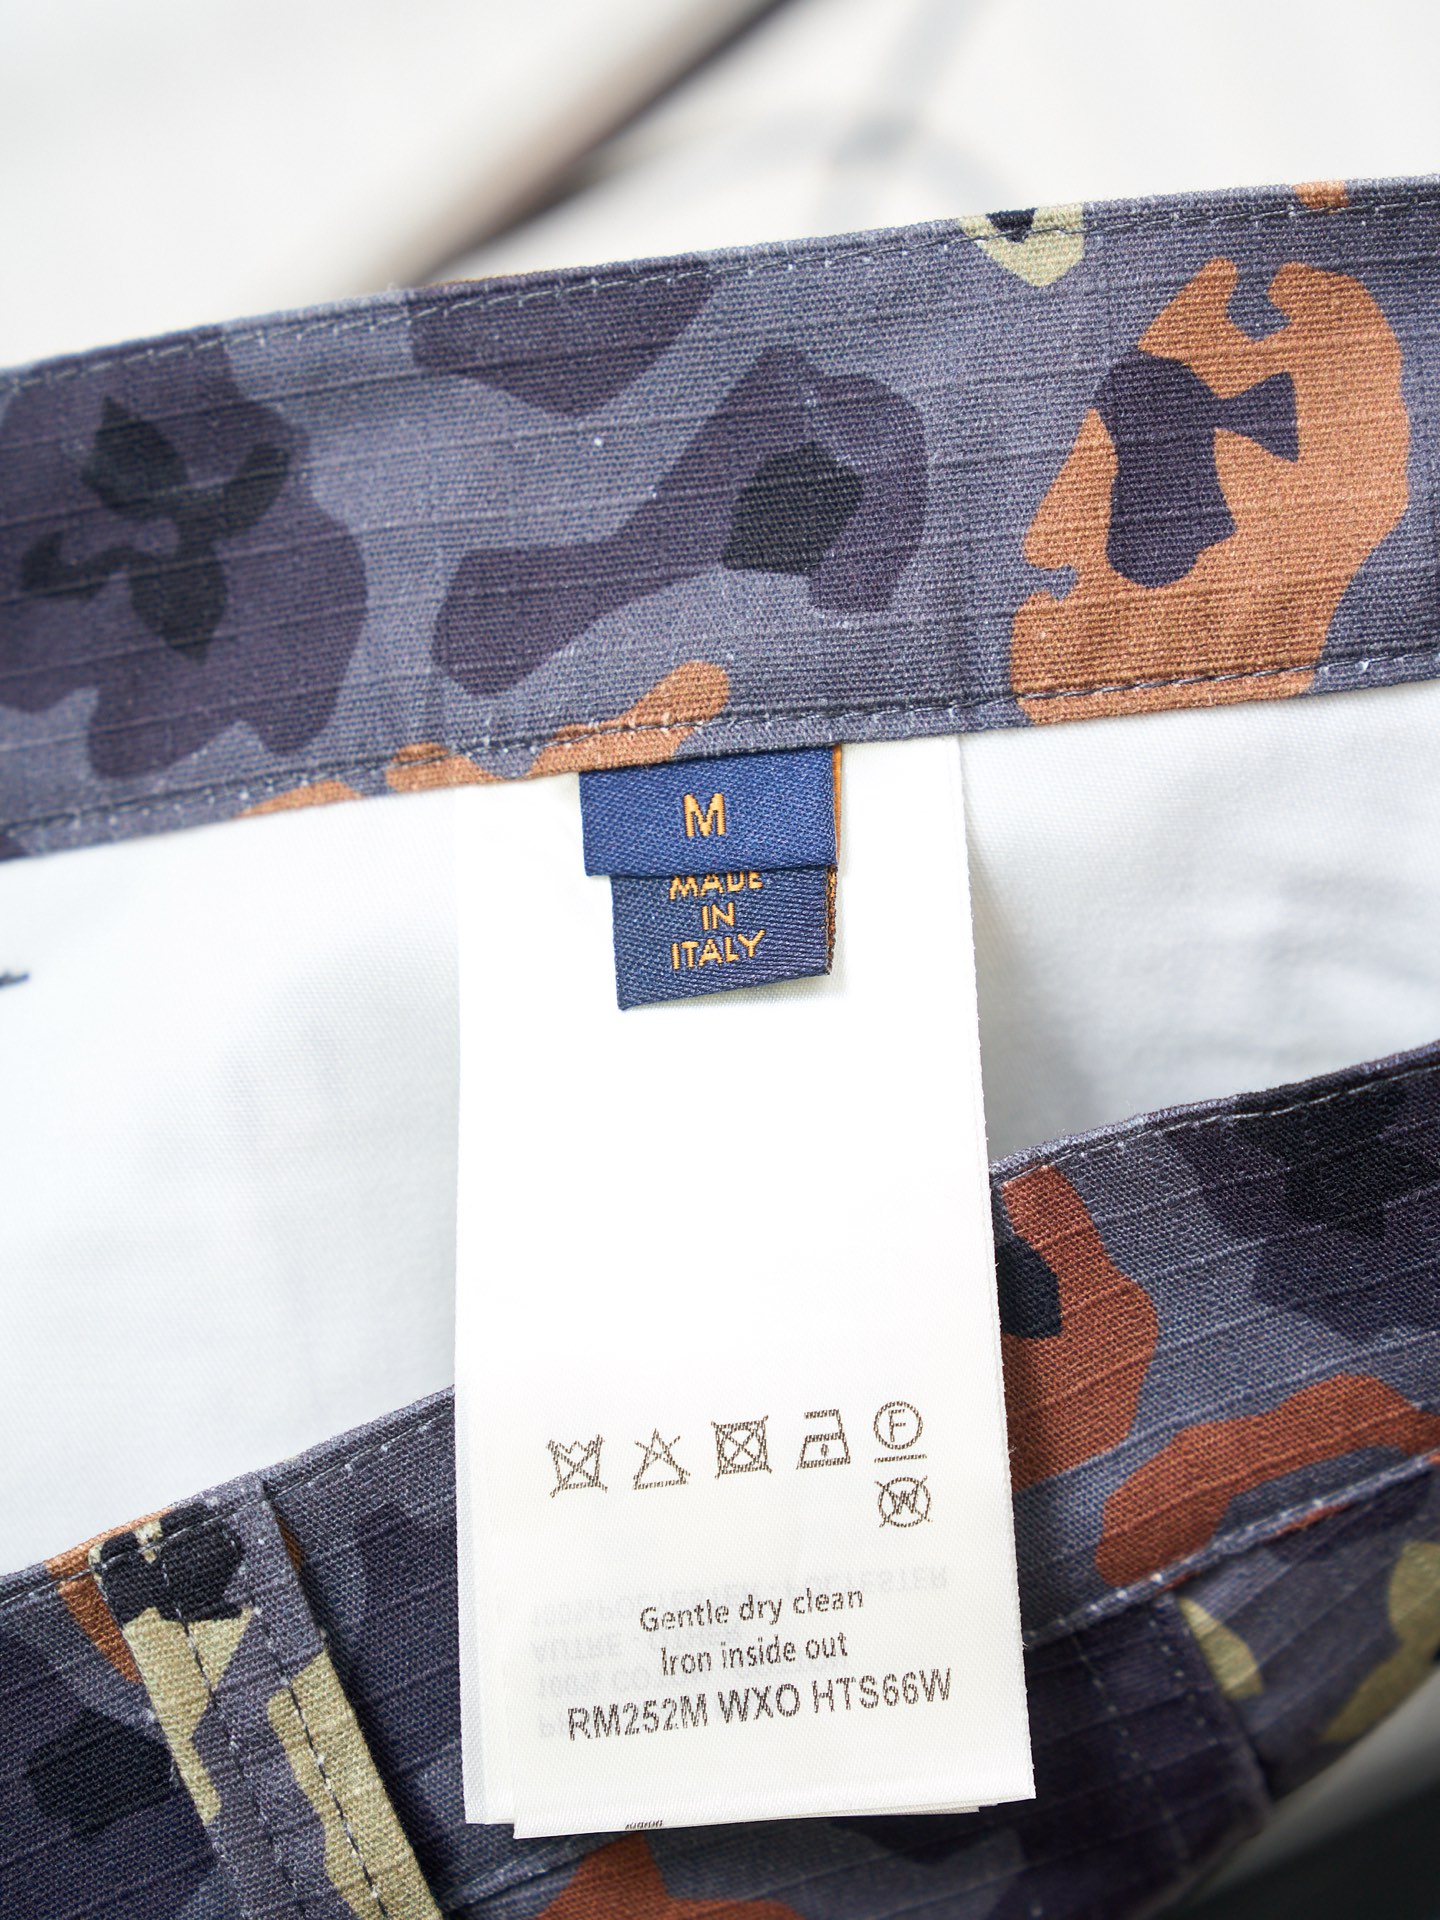 M
MADE
IN
ITALY
F
W
Gentle dry clean
Iron inside out
RM252M WXO HTS66W